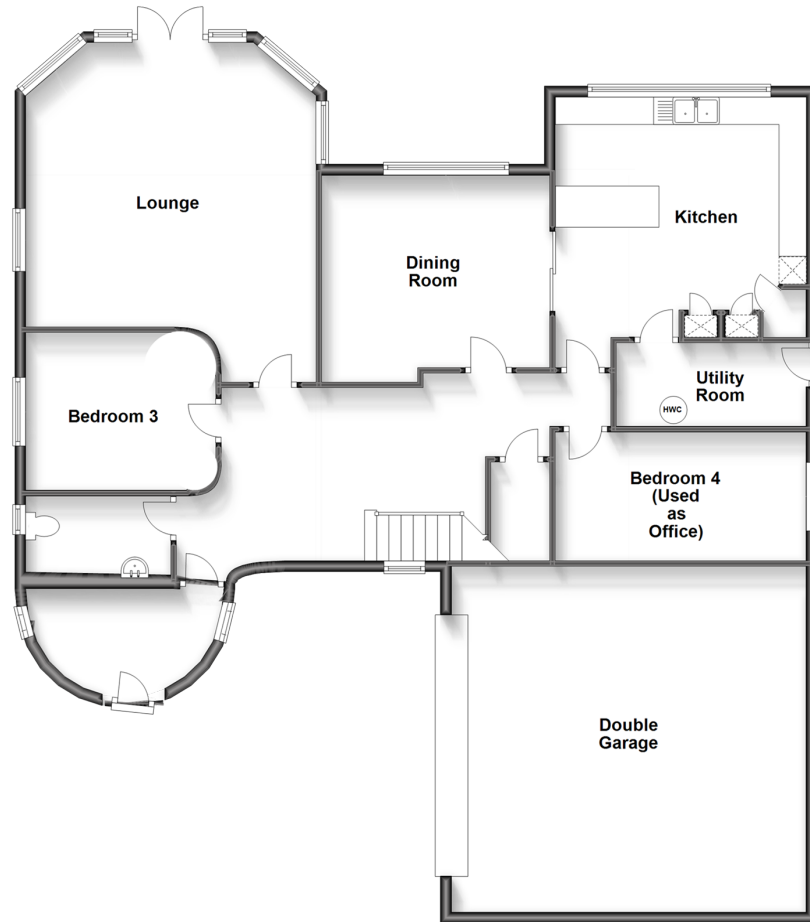 Lounge
Kitchen
Dining
Room
Utility
Room
HWC
Bedroom 3
Bedroom 4
(Used
as
Office)
Double
Garage